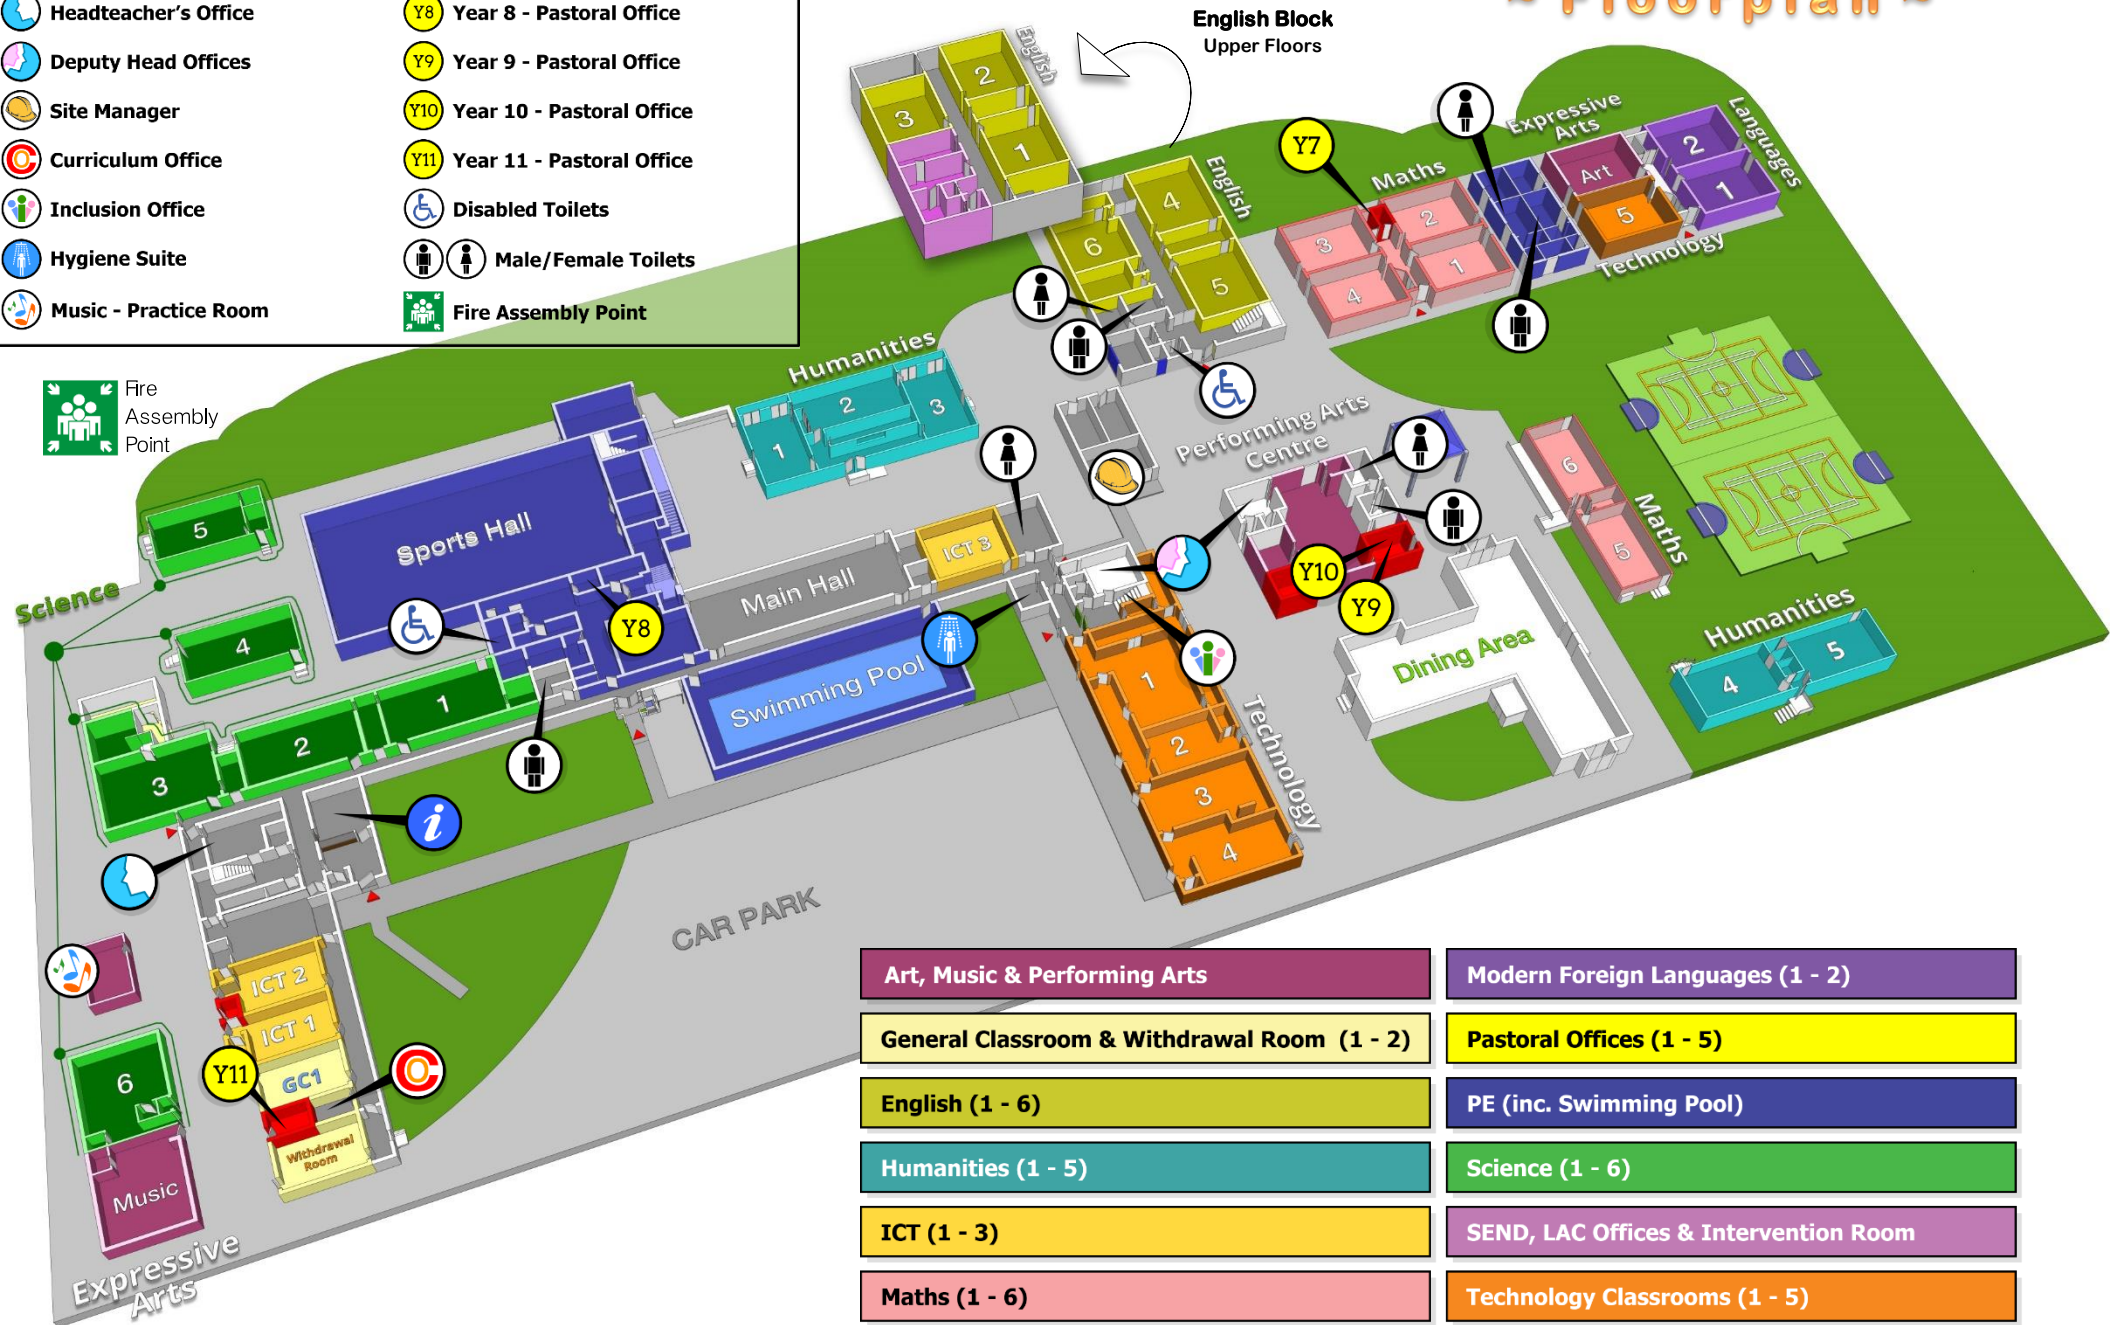 ~ Floorplan ~
Headteacher's Office
Deputy Head Offices
Site Manager
Curriculum Office
Inclusion Office
Hygiene Suite
Music - Practice Room
Y8 Year 8 - Pastoral Office
Y9 Year 9 - Pastoral Office
Y10 Year 10 - Pastoral Office
Y11 Year 11 - Pastoral Office
Disabled Toilets
Male/Female Toilets
Fire Assembly Point
English Block
Upper Floors
English
2
3
1
English
4
6
5
Y7
Maths
2
3
1
4
Expressive
Arts
Art
5
Technology
Languages
2
1
Fire
Assembly
Point
Humanities
2
3
1
Performing Arts
Centre
Y10
Y9
6
5
Maths
Humanities
4
5
Dining Area
Sports Hall
Main Hall
ICT 3
Y8
Swimming Pool
Science
5
4
1
2
3
i
Technology
1
2
3
4
CAR PARK
ICT 2
ICT 1
GC1
Y11
C
Withdrawal
Room
6
Music
Expressive
Arts
Art, Music & Performing Arts
General Classroom & Withdrawal Room (1 - 2)
English (1 - 6)
Humanities (1 - 5)
ICT (1 - 3)
Maths (1 - 6)
Modern Foreign Languages (1 - 2)
Pastoral Offices (1 - 5)
PE (inc. Swimming Pool)
Science (1 - 6)
SEND, LAC Offices & Intervention Room
Technology Classrooms (1 - 5)